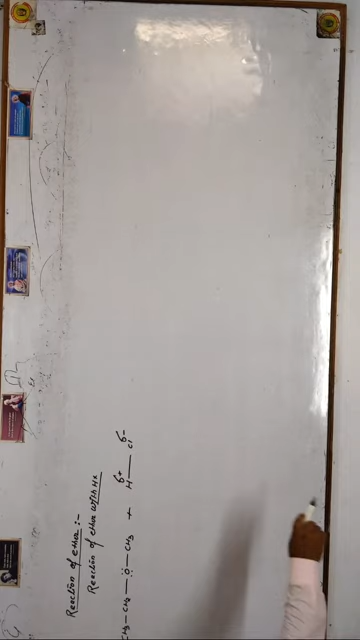 Reaction of ether :-
Reaction of ether with HX
CH₃ — CH₂ — Ö — CH₃ + H — Cl
δ+ δ-